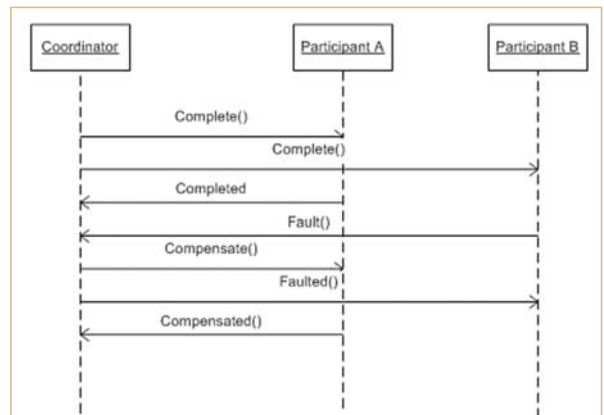 Coordinator
Participant A
Participant B
Complete()
Complete()
Completed
Fault()
Compensate()
Faulted()
Compensated()